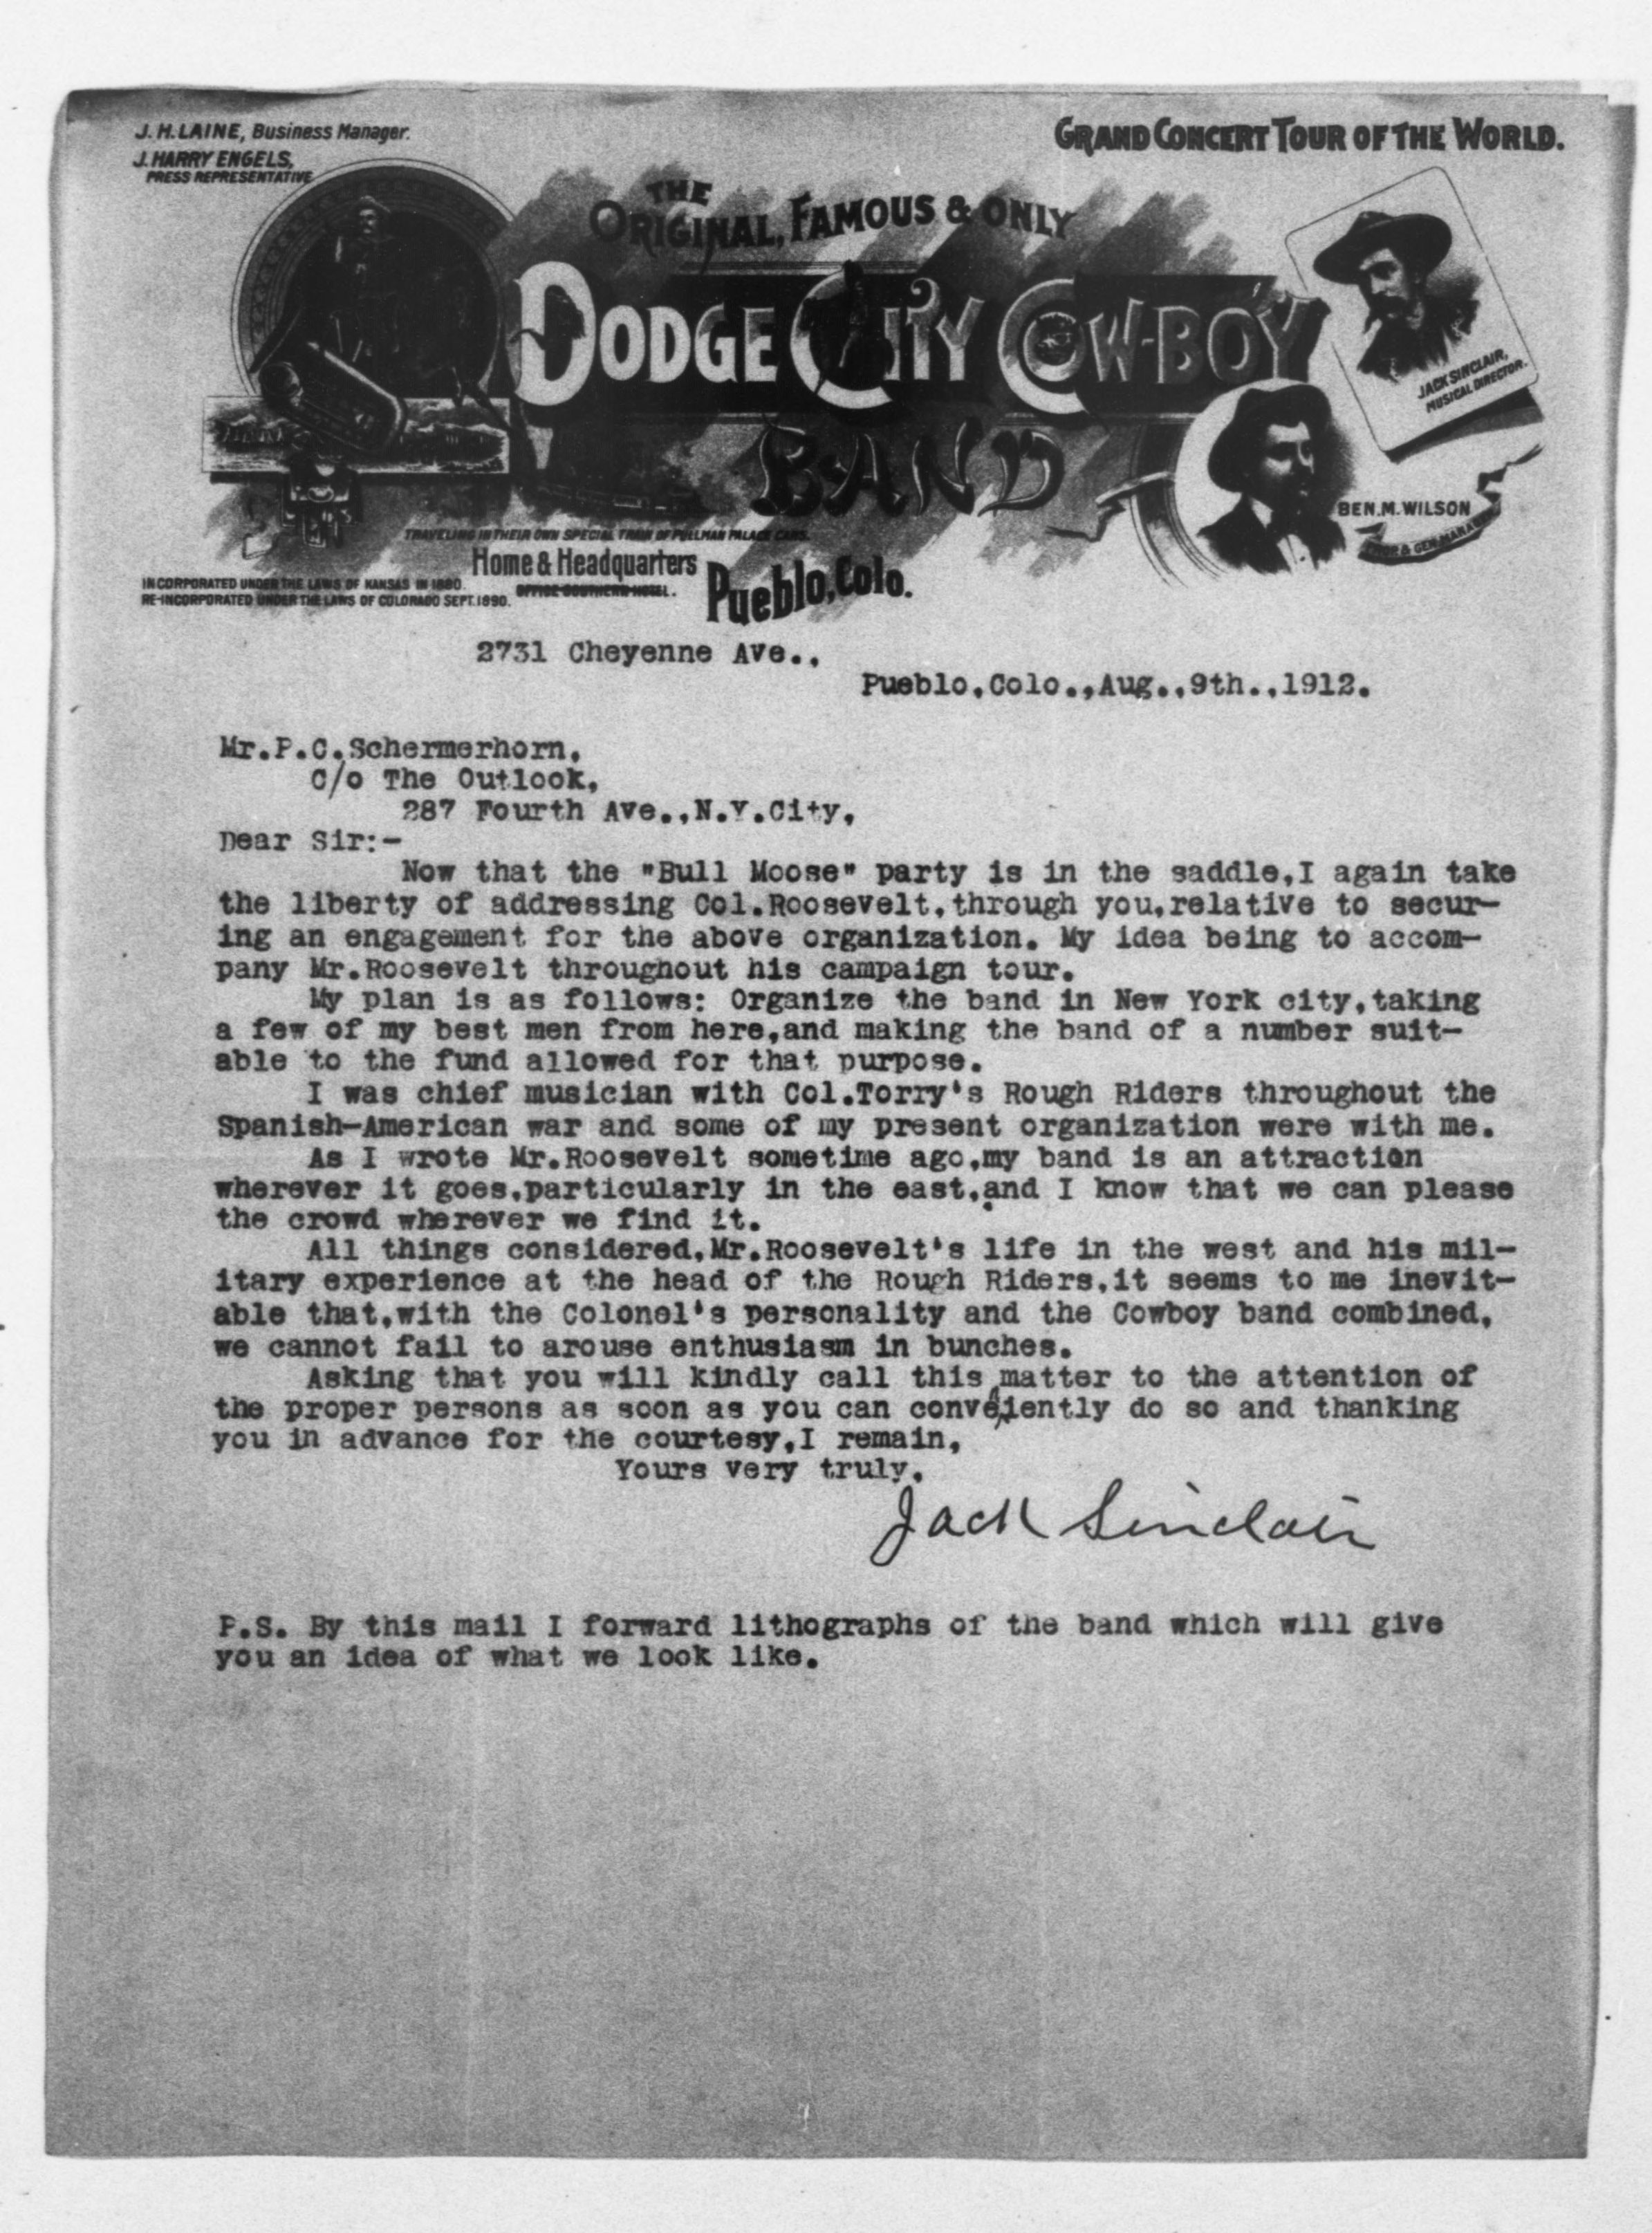 J. H. LAINE, Business Manager.
J. HARRY ENGELS,
PRESS REPRESENTATIVE
GRAND CONCERT TOUR OF THE WORLD.
THE
ORIGINAL, FAMOUS & ONLY
DODGE CITY COW-BOY
BAND
JACK SINCLAIR,
MUSICAL DIRECTOR.
BEN. M. WILSON
PROP & GEN. MANAGER
TRAVELING IN THEIR OWN SPECIAL TRAIN OF PULLMAN PALACE CARS.
Home & Headquarters
OFFICE SOUTHERN HOTEL.
Pueblo, Colo.
INCORPORATED UNDER THE LAWS OF KANSAS IN 1880.
RE-INCORPORATED UNDER THE LAWS OF COLORADO SEPT. 1890.
2731 Cheyenne Ave.,
Pueblo,Colo.,Aug.,9th.,1912.
Mr.P.C.Schermerhorn,
C/o The Outlook,
287 Fourth Ave.,N.Y.City,
Dear Sir:-
Now that the "Bull Moose" party is in the saddle,I again take
the liberty of addressing Col.Roosevelt,through you,relative to secur-
ing an engagement for the above organization. My idea being to accom-
pany Mr.Roosevelt throughout his campaign tour.
My plan is as follows: Organize the band in New York city,taking
a few of my best men from here,and making the band of a number suit-
able to the fund allowed for that purpose.
I was chief musician with Col.Torry's Rough Riders throughout the
Spanish-American war and some of my present organization were with me.
As I wrote Mr.Roosevelt sometime ago,my band is an attraction
wherever it goes,particularly in the east,and I know that we can please
the crowd wherever we find it.
All things considered,Mr.Roosevelt's life in the west and his mil-
itary experience at the head of the Rough Riders,it seems to me inevit-
able that,with the Colonel's personality and the Cowboy band combined,
we cannot fail to arouse enthusiasm in bunches.
Asking that you will kindly call this matter to the attention of
the proper persons as soon as you can conveniently do so and thanking
you in advance for the courtesy,I remain,
Yours very truly,
Jack Sinclair
P.S. By this mail I forward lithographs of the band which will give
you an idea of what we look like.